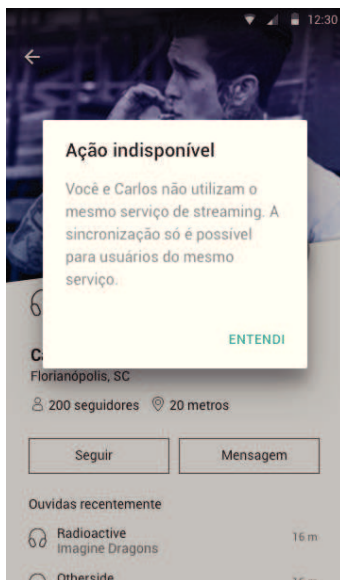 12:30
Ação indisponível
Você e Carlos não utilizam o
mesmo serviço de streaming. A
sincronização só é possível
para usuários do mesmo
serviço.
ENTENDI
Florianópolis, SC
200 seguidores 20 metros
Seguir Mensagem
Ouvidas recentemente
Radioactive 16 m
Imagine Dragons
Otherside